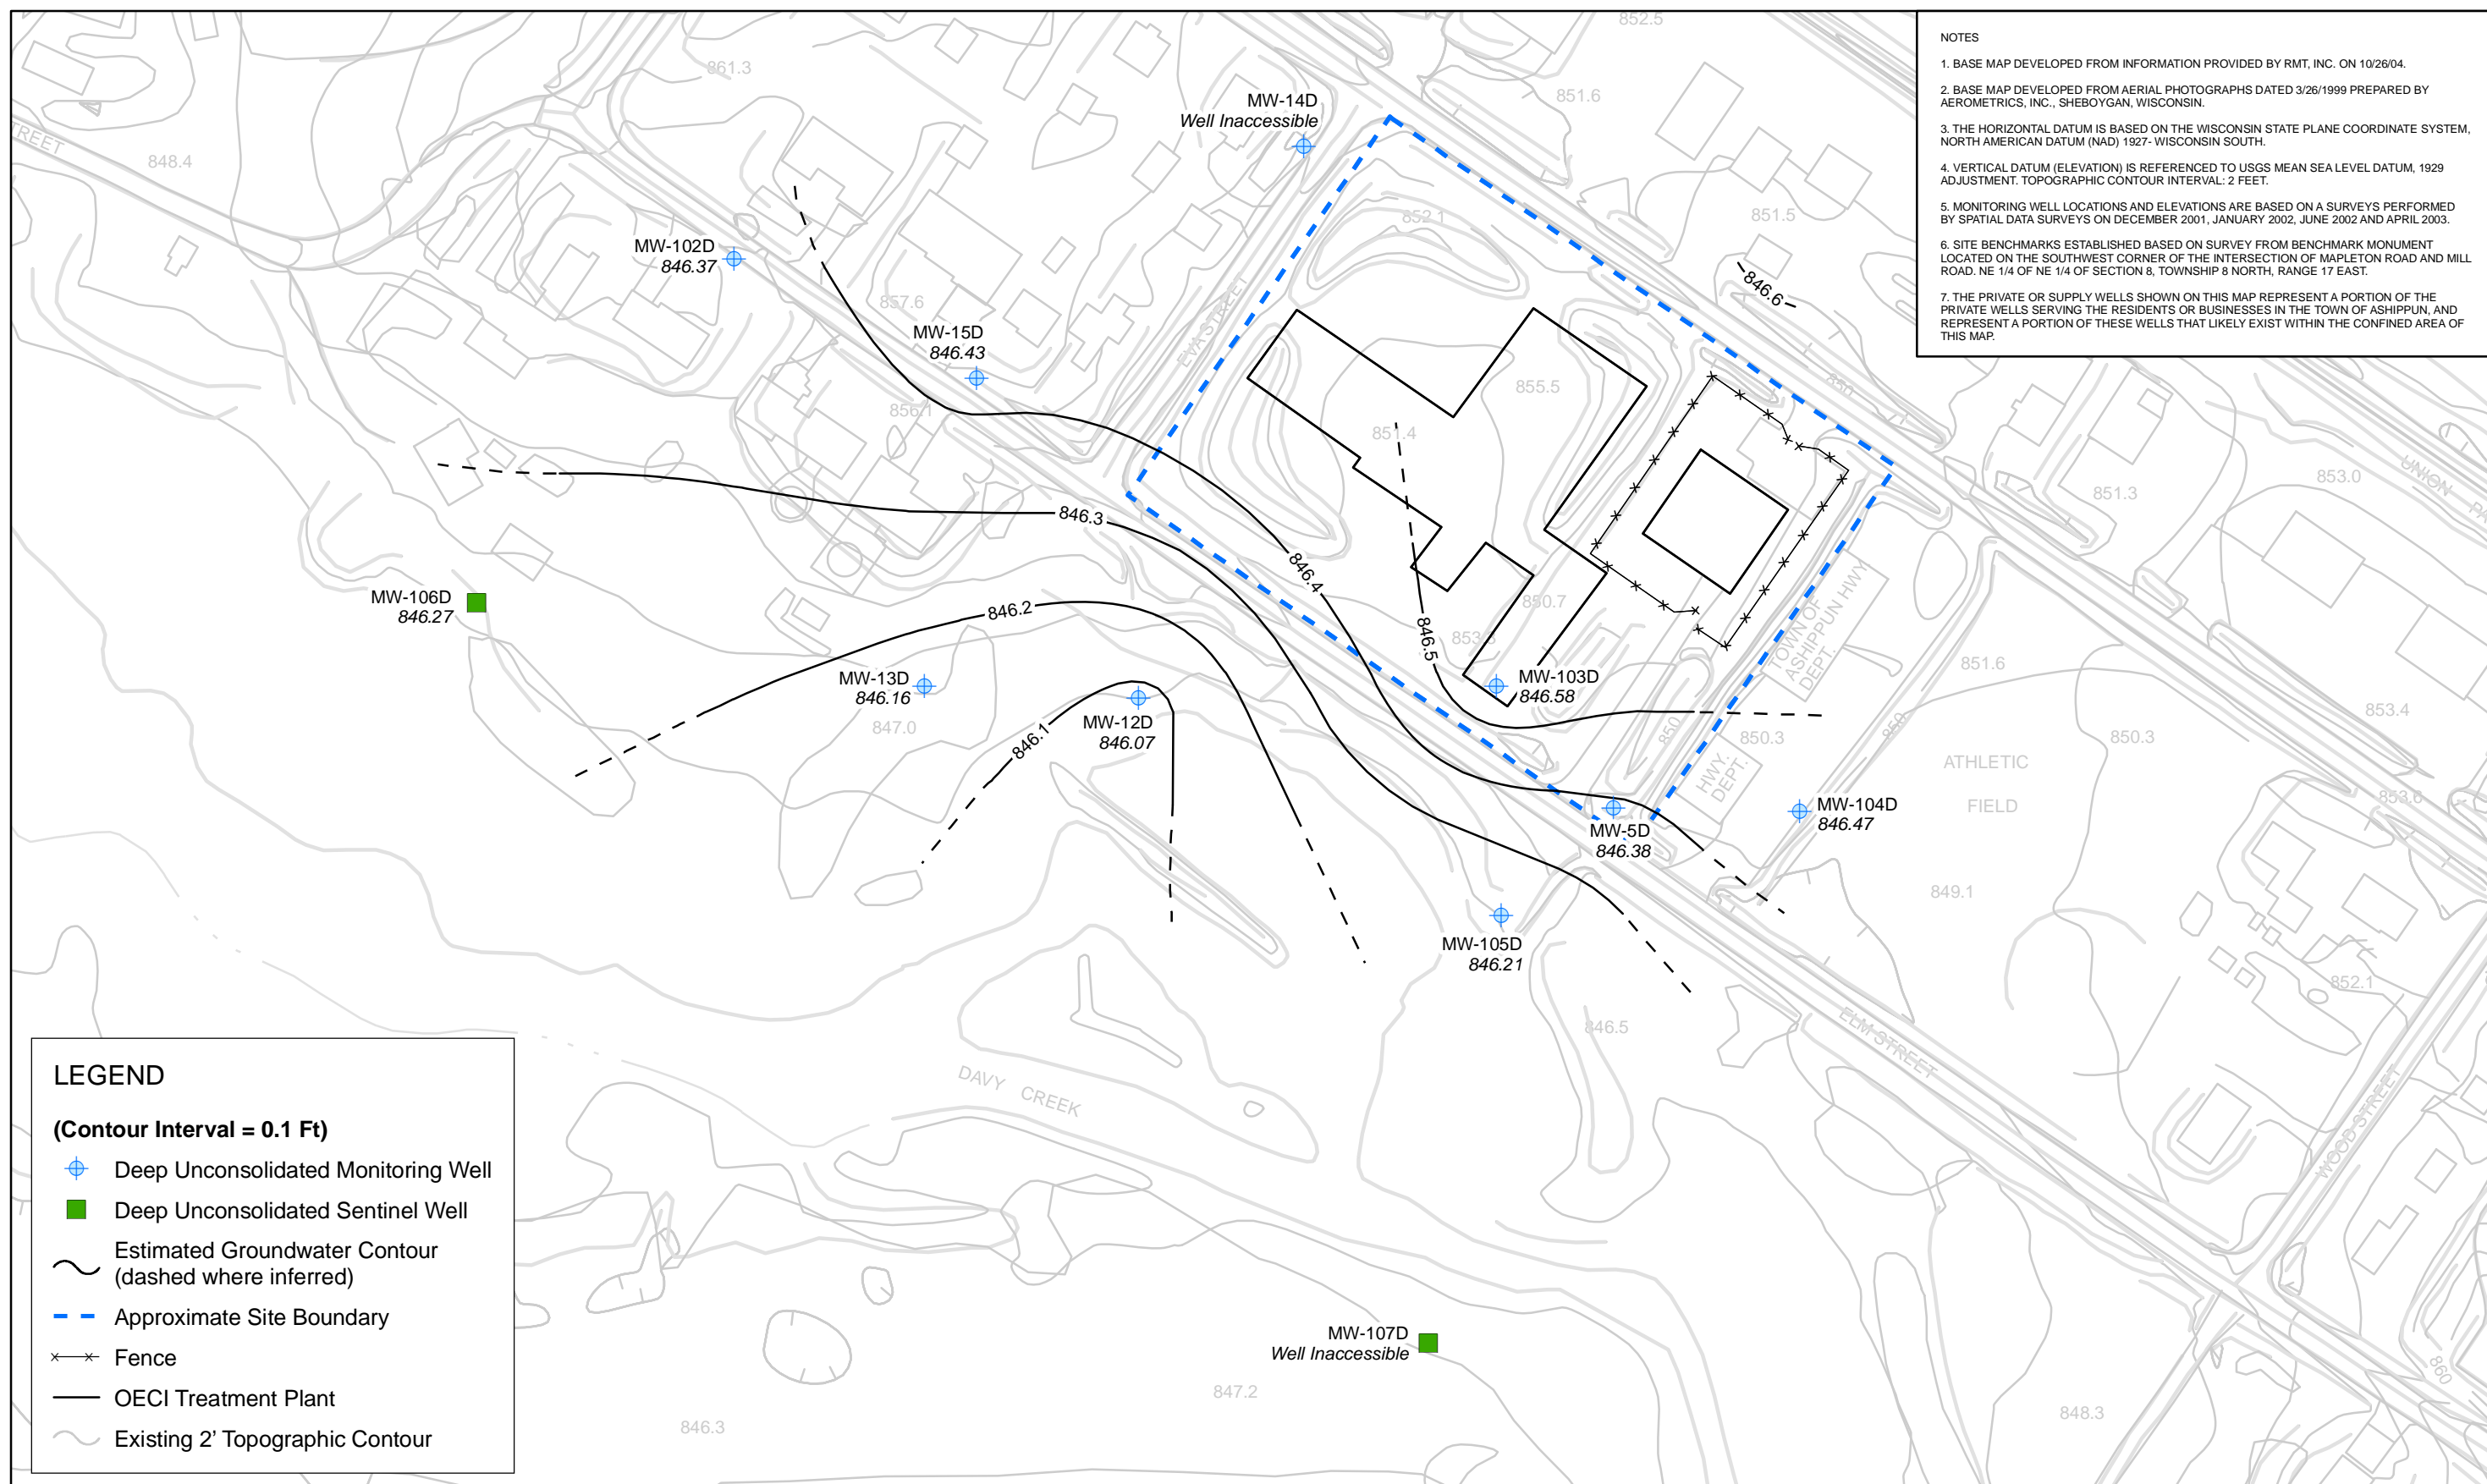 852.5
861.3
851.6
848.4
STREET
MW-14D
Well Inaccessible
852.1
851.5
MW-102D
846.37
846.6
857.6
EVA STREET
MW-15D
846.43
856.1
851.4
855.5
850
853.0
UNION
851.3
846.3
846.4
846.5
MW-106D
846.27
846.2
850.7
853.8
TOWN OF
ASHIPPUN HWY
DEPT.
851.6
MW-13D
846.16
847.0
MW-12D
846.07
846.1
MW-103D
846.58
850
850.3
HWY.
DEPT.
850
ATHLETIC
FIELD
850.3
853.4
853.6
MW-5D
846.38
MW-104D
846.47
849.1
MW-105D
846.21
852.1
846.5
ELM STREET
DAVY CREEK
WOOD STREET
MW-107D
Well Inaccessible
847.2
846.3
848.3
860
NOTES
1. BASE MAP DEVELOPED FROM INFORMATION PROVIDED BY RMT, INC. ON 10/26/04.
2. BASE MAP DEVELOPED FROM AERIAL PHOTOGRAPHS DATED 3/26/1999 PREPARED BY
AEROMETRICS, INC., SHEBOYGAN, WISCONSIN.
3. THE HORIZONTAL DATUM IS BASED ON THE WISCONSIN STATE PLANE COORDINATE SYSTEM,
NORTH AMERICAN DATUM (NAD) 1927- WISCONSIN SOUTH.
4. VERTICAL DATUM (ELEVATION) IS REFERENCED TO USGS MEAN SEA LEVEL DATUM, 1929
ADJUSTMENT. TOPOGRAPHIC CONTOUR INTERVAL: 2 FEET.
5. MONITORING WELL LOCATIONS AND ELEVATIONS ARE BASED ON A SURVEYS PERFORMED
BY SPATIAL DATA SURVEYS ON DECEMBER 2001, JANUARY 2002, JUNE 2002 AND APRIL 2003.
6. SITE BENCHMARKS ESTABLISHED BASED ON SURVEY FROM BENCHMARK MONUMENT
LOCATED ON THE SOUTHWEST CORNER OF THE INTERSECTION OF MAPLETON ROAD AND MILL
ROAD. NE 1/4 OF NE 1/4 OF SECTION 8, TOWNSHIP 8 NORTH, RANGE 17 EAST.
7. THE PRIVATE OR SUPPLY WELLS SHOWN ON THIS MAP REPRESENT A PORTION OF THE
PRIVATE WELLS SERVING THE RESIDENTS OR BUSINESSES IN THE TOWN OF ASHIPPUN, AND
REPRESENT A PORTION OF THESE WELLS THAT LIKELY EXIST WITHIN THE CONFINED AREA OF
THIS MAP.
LEGEND
(Contour Interval = 0.1 Ft)
Deep Unconsolidated Monitoring Well
Deep Unconsolidated Sentinel Well
Estimated Groundwater Contour
(dashed where inferred)
Approximate Site Boundary
Fence
OECI Treatment Plant
Existing 2' Topographic Contour